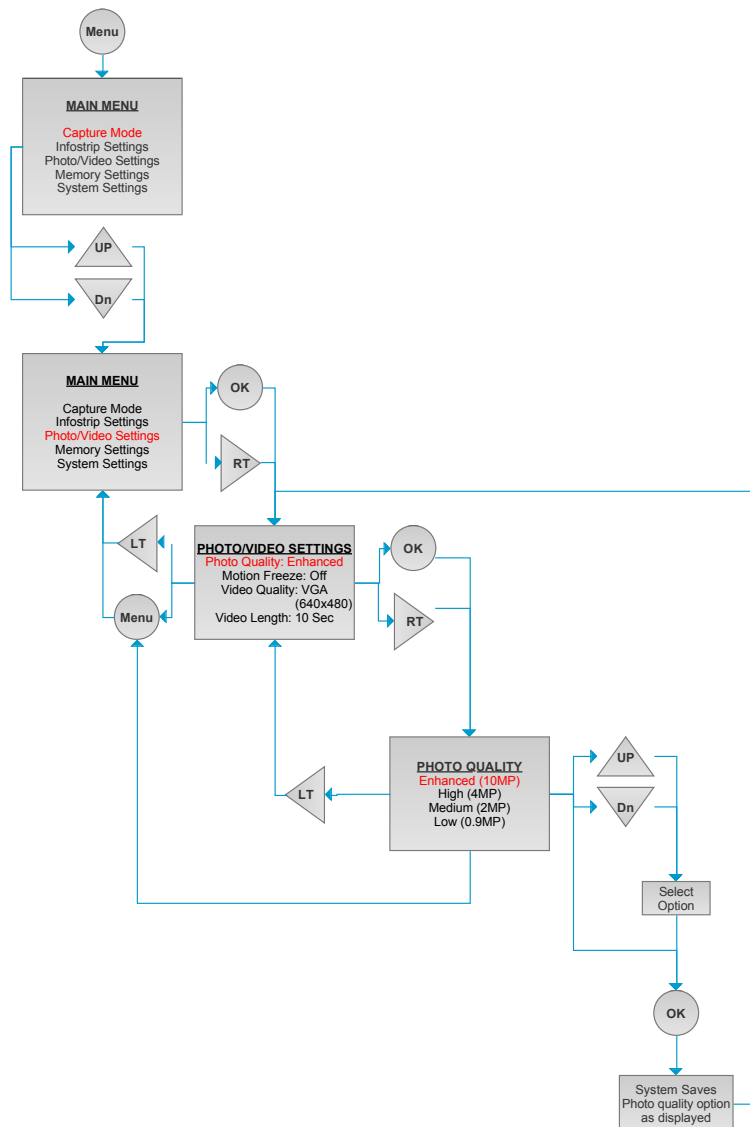 Menu
MAIN MENU
Capture Mode
Infostrip Settings
Photo/Video Settings
Memory Settings
System Settings
UP
Dn
MAIN MENU
Capture Mode
Infostrip Settings
Photo/Video Settings
Memory Settings
System Settings
OK
RT
LT
Menu
PHOTO/VIDEO SETTINGS
Photo Quality: Enhanced
Motion Freeze: Off
Video Quality: VGA
(640x480)
Video Length: 10 Sec
OK
RT
LT
PHOTO QUALITY
Enhanced (10MP)
High (4MP)
Medium (2MP)
Low (0.9MP)
UP
Dn
Select
Option
OK
System Saves
Photo quality option
as displayed